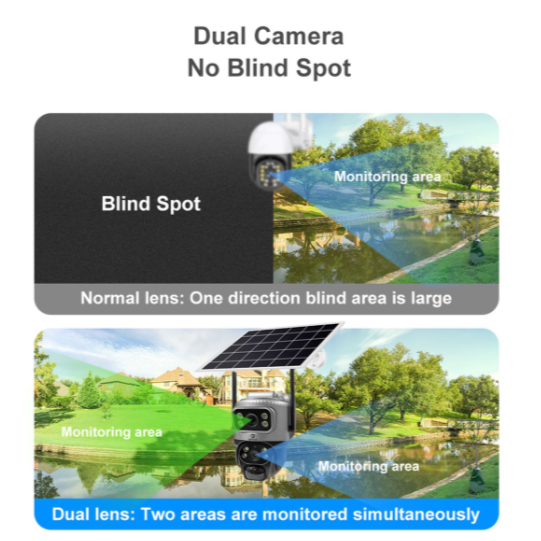 Dual Camera
No Blind Spot
Blind Spot
Monitoring area
Normal lens: One direction blind area is large
Monitoring area
Monitoring area
Dual lens: Two areas are monitored simultaneously